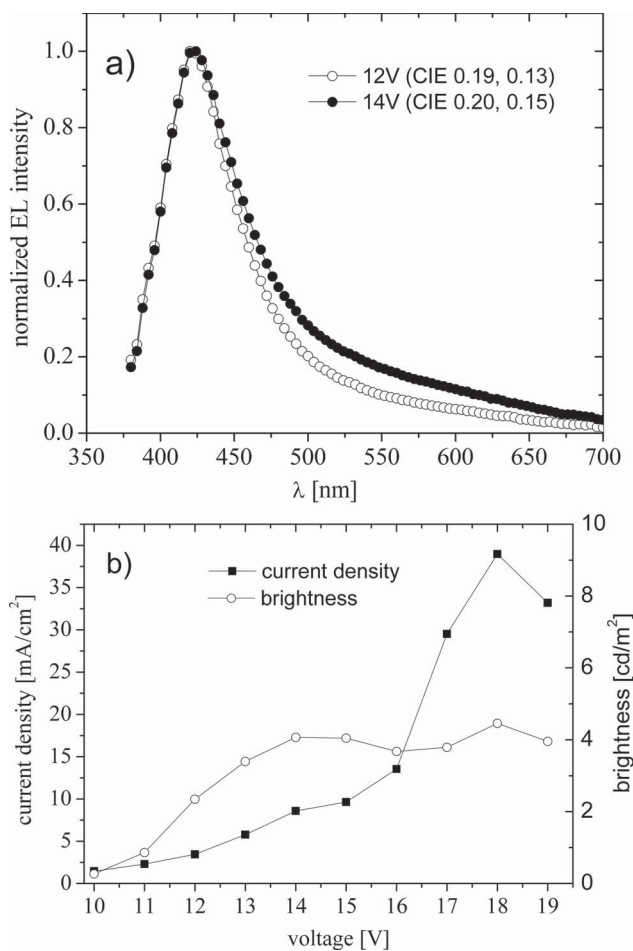 a)
12V (CIE 0.19, 0.13)
14V (CIE 0.20, 0.15)
normalized EL intensity
1.0
0.8
0.6
0.4
0.2
0.0
350 400 450 500 550 600 650 700
λ [nm]
b)
current density
brightness
current density [mA/cm²]
40
35
30
25
20
15
10
5
0
10
8
6
4
2
0
brightness [cd/m²]
10 11 12 13 14 15 16 17 18 19
voltage [V]